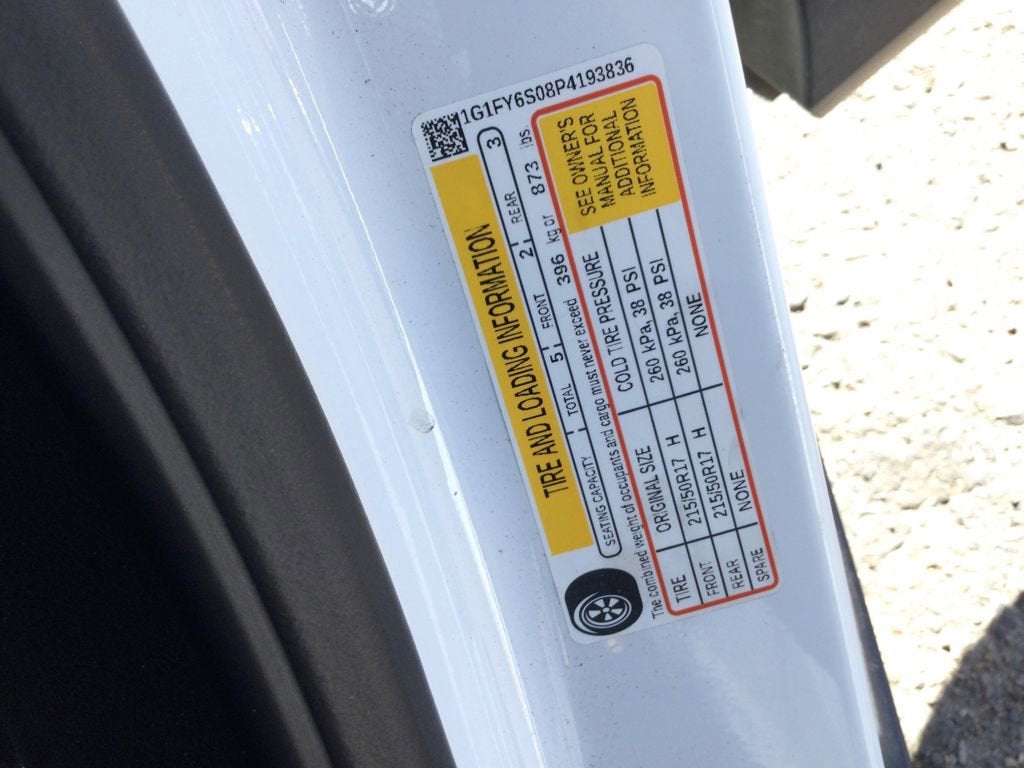 1G1FY6S08P4193836
TIRE AND LOADING INFORMATION
SEATING CAPACITY TOTAL 5 FRONT 2 REAR 3
The combined weight of occupants and cargo must never exceed 396 kg or 873 lbs.
TIRE ORIGINAL SIZE COLD TIRE PRESSURE
FRONT 215/50R17 H 260 kPa, 38 PSI
REAR 215/50R17 H 260 kPa, 38 PSI
SPARE NONE NONE
SEE OWNER'S
MANUAL FOR
ADDITIONAL
INFORMATION